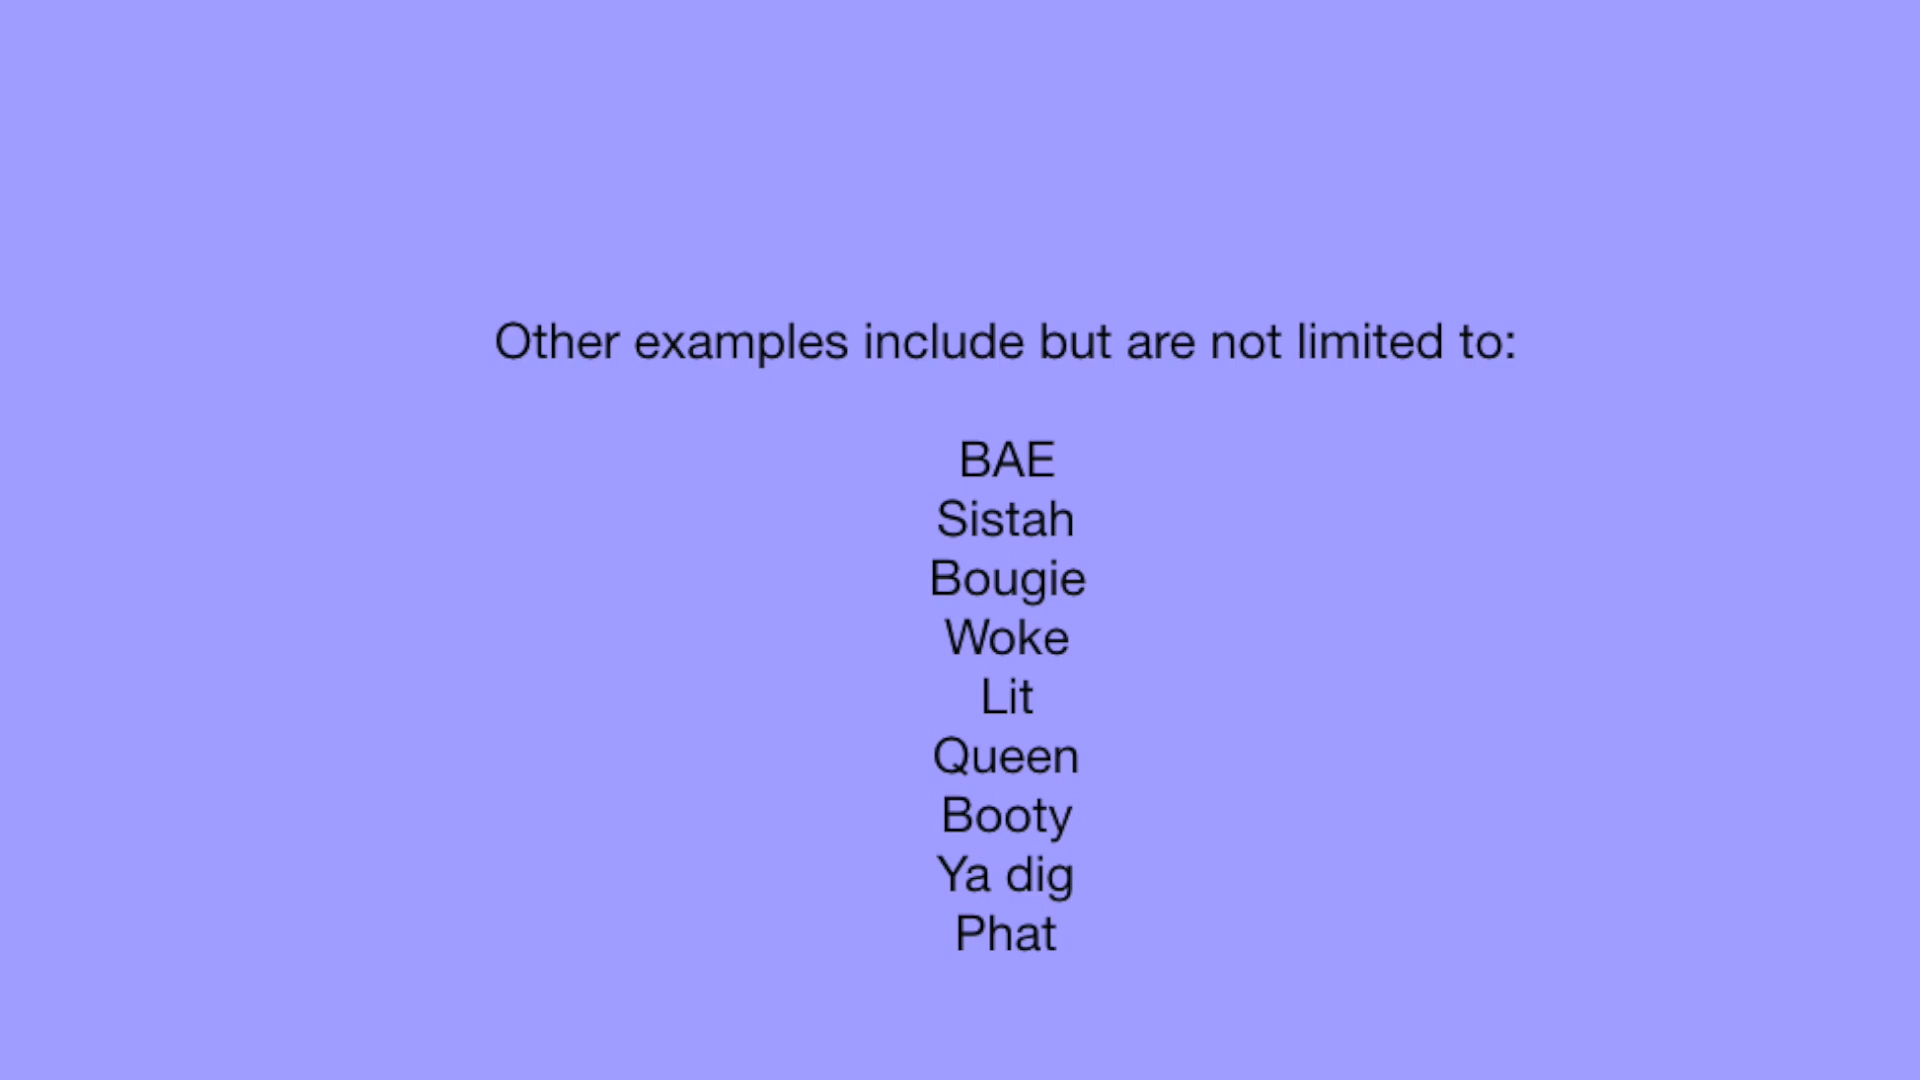 Other examples include but are not limited to:
BAE
Sistah
Bougie
Woke
Lit
Queen
Booty
Ya dig
Phat